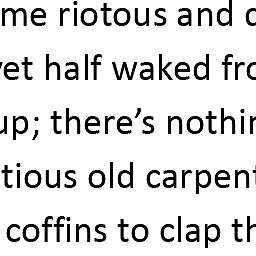 me riotous and
yet half waked fro
up; there's nothin
tious old carpent
coffins to clap th